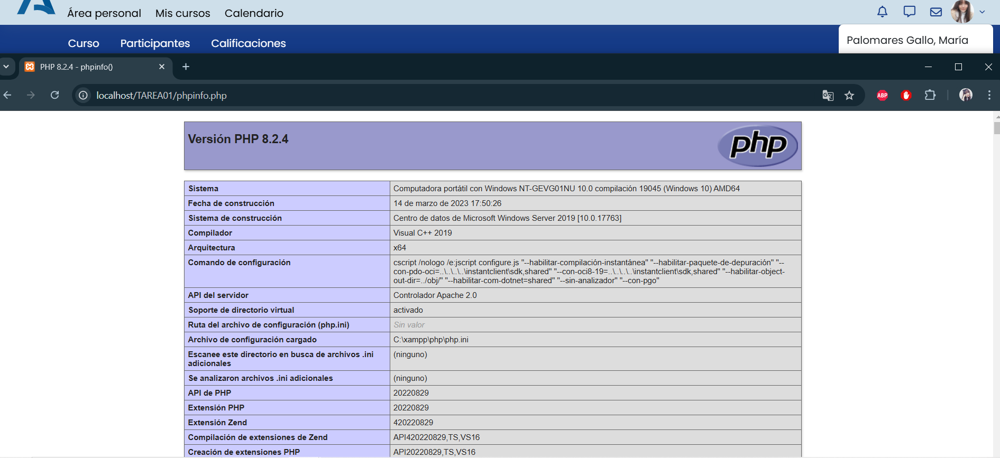 Área personal Mis cursos Calendario
Curso Participantes Calificaciones
Palomares Gallo, María
PHP 8.2.4 - phpinfo()
localhost/TAREA01/phpinfo.php
ABP
Versión PHP 8.2.4
php
Sistema Computadora portátil con Windows NT-GEVG01NU 10.0 compilación 19045 (Windows 10) AMD64
Fecha de construcción 14 de marzo de 2023 17:50:26
Sistema de construcción Centro de datos de Microsoft Windows Server 2019 [10.0.17763]
Compilador Visual C++ 2019
Arquitectura x64
Comando de configuración cscript /nologo /e:jscript configure.js "--habilitar-compilación-instantánea" "--habilitar-paquete-de-depuración" "--
con-pdo-oci=..\..\..\..\instantclient\sdk,shared" "--con-oci8-19=..\..\..\..\instantclient\sdk,shared" "--habilitar-object-
out-dir=../obj/" "--habilitar-com-dotnet=shared" "--sin-analizador" "--con-pgo"
API del servidor Controlador Apache 2.0
Soporte de directorio virtual activado
Ruta del archivo de configuración (php.ini) Sin valor
Archivo de configuración cargado C:\xampp\php\php.ini
Escanee este directorio en busca de archivos .ini (ninguno)
adicionales
Se analizaron archivos .ini adicionales (ninguno)
API de PHP 20220829
Extensión PHP 20220829
Extensión Zend 420220829
Compilación de extensiones de Zend API420220829,TS,VS16
Creación de extensiones PHP API20220829,TS,VS16